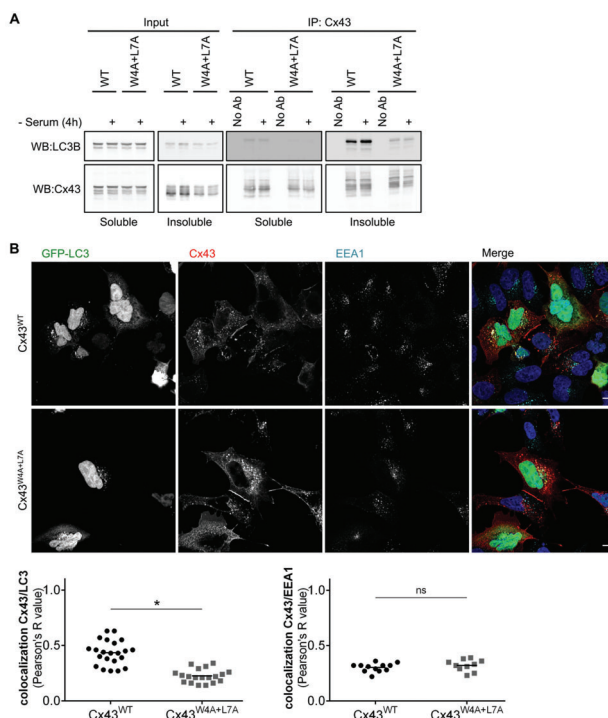 A
Input
IP: Cx43
WT
W4A+L7A
WT
W4A+L7A
WT
W4A+L7A
WT
W4A+L7A
No Ab
No Ab
No Ab
No Ab
- Serum (4h)
+
+
+
+
+
+
+
+
WB:LC3B
WB:Cx43
Soluble
Insoluble
Soluble
Insoluble
B
GFP-LC3
Cx43
EEA1
Merge
Cx43WT
Cx43W4A+L7A
colocalization Cx43/LC3
(Pearson's R value)
1.0
0.5
0.0
*
Cx43WT
Cx43W4A+L7A
colocalization Cx43/EEA1
(Pearson's R value)
1.0
0.5
0.0
ns
Cx43WT
Cx43W4A+L7A